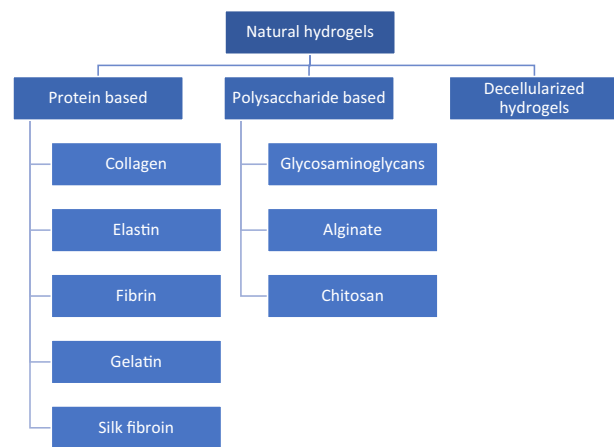 Natural hydrogels
Protein based
Polysaccharide based
Decellularized
hydrogels
Collagen
Glycosaminoglycans
Elastin
Alginate
Fibrin
Chitosan
Gelatin
Silk fibroin